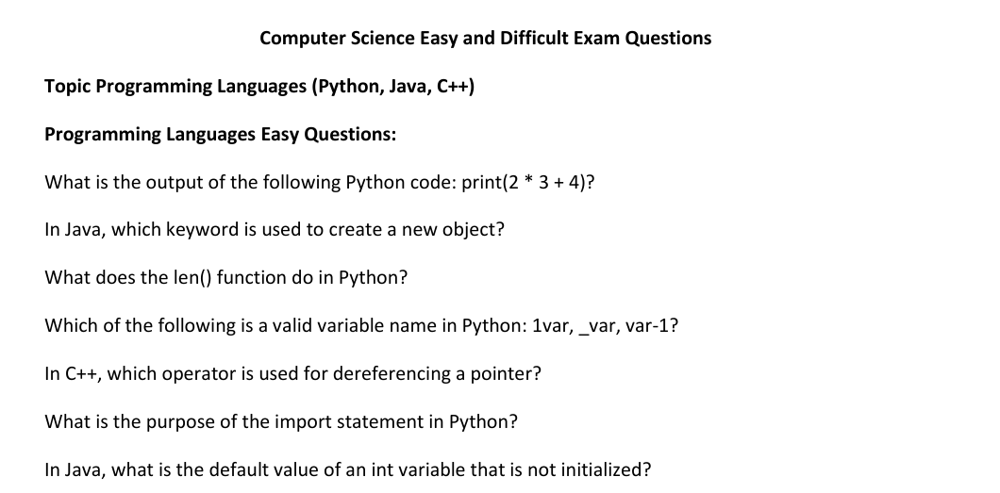 Computer Science Easy and Difficult Exam Questions
Topic Programming Languages (Python, Java, C++)
Programming Languages Easy Questions:
What is the output of the following Python code: print(2 * 3 + 4)?
In Java, which keyword is used to create a new object?
What does the len() function do in Python?
Which of the following is a valid variable name in Python: 1var, _var, var-1?
In C++, which operator is used for dereferencing a pointer?
What is the purpose of the import statement in Python?
In Java, what is the default value of an int variable that is not initialized?